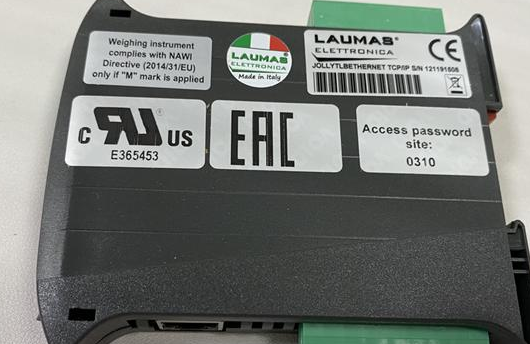 Weighing instrument
complies with NAWI
Directive (2014/31/EU)
only if "M" mark is applied
LAUMAS
ELETTRONICA
Made in Italy
LAUMAS®
ELETTRONICA
CE
JOLLYTLBETHERNET TCP/IP S/N 121191508
c RU US
E365453
EAC
Access password
site:
0310